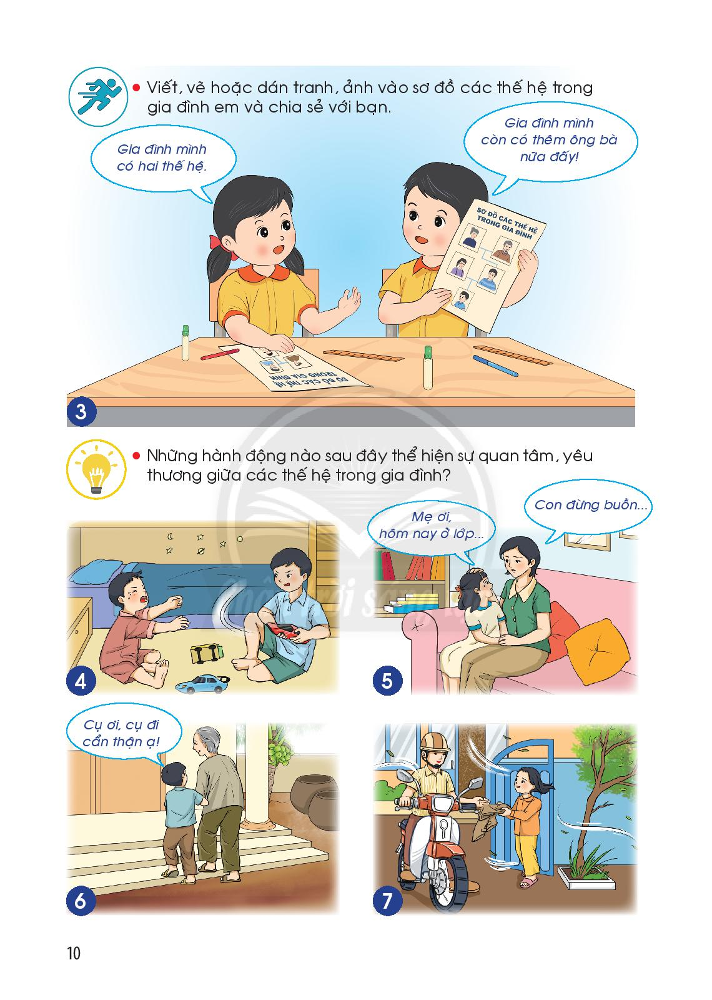 Viết, vẽ hoặc dán tranh, ảnh vào sơ đồ các thế hệ trong
gia đình em và chia sẻ với bạn.
Gia đình mình
có hai thế hệ.
Gia đình mình
còn có thêm ông bà
nữa đấy!
SƠ ĐỒ CÁC THẾ HỆ
TRONG GIA ĐÌNH
SƠ ĐỒ CÁC THẾ HỆ
TRONG GIA ĐÌNH
3
Những hành động nào sau đây thể hiện sự quan tâm, yêu
thương giữa các thế hệ trong gia đình?
Mẹ ơi,
hôm nay ở lớp...
Con đừng buồn...
Chân trời sáng tạo
4
5
Cụ ơi, cụ đi
cẩn thận ạ!
6
7
10